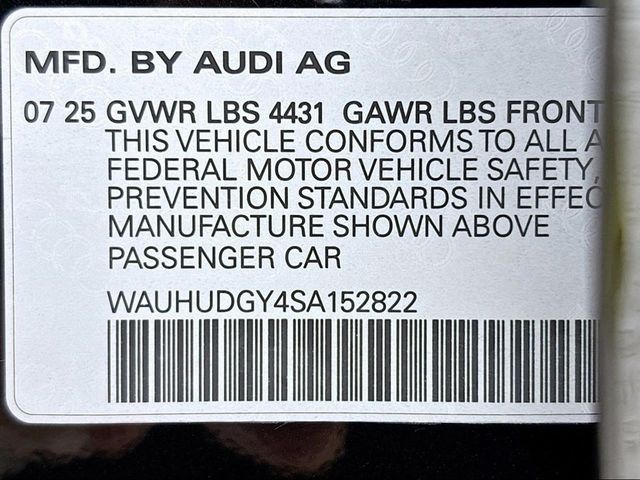 MFD. BY AUDI AG
07 25 GVWR LBS 4431 GAWR LBS FRONT
THIS VEHICLE CONFORMS TO ALL A
FEDERAL MOTOR VEHICLE SAFETY,
PREVENTION STANDARDS IN EFFEC
MANUFACTURE SHOWN ABOVE
PASSENGER CAR
WAUHUDGY4SA152822